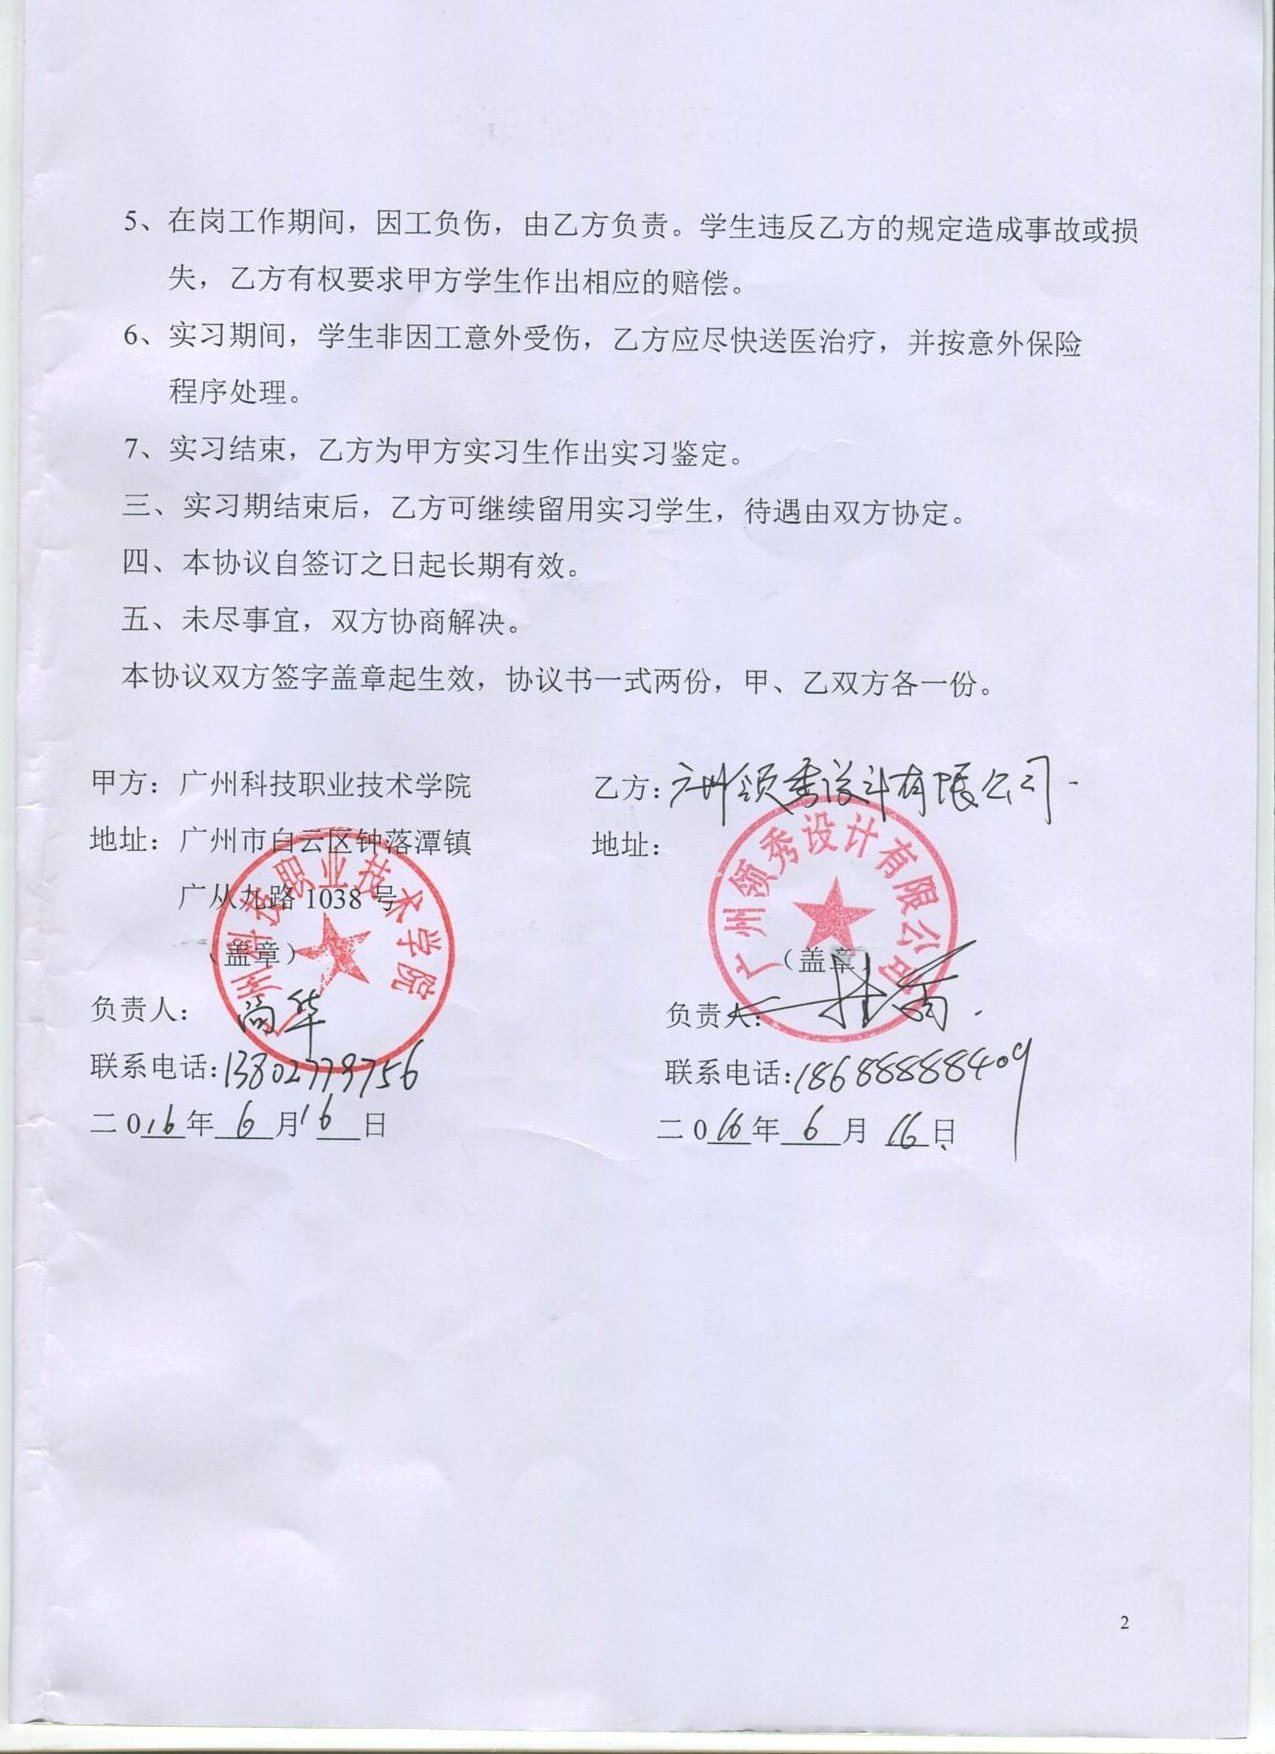 5、在岗工作期间，因工负伤，由乙方负责。学生违反乙方的规定造成事故或损
失，乙方有权要求甲方学生作出相应的赔偿。
6、实习期间，学生非因工意外受伤，乙方应尽快送医治疗，并按意外保险
程序处理。
7、实习结束，乙方为甲方实习生作出实习鉴定。
三、实习期结束后，乙方可继续留用实习学生，待遇由双方协定。
四、本协议自签订之日起长期有效。
五、未尽事宜，双方协商解决。
本协议双方签字盖章起生效，协议书一式两份，甲、乙双方各一份。
甲方：广州科技职业技术学院
地址：广州市白云区钟落潭镇
广从九路 1038 号
（盖章）
广州科技职业技术学院
负责人：尚华
联系电话：13802779756
二 0 16 年 6 月 16 日
乙方：广州领秀设计有限公司
地址：
广州领秀设计有限公司
（盖章）
负责人：
联系电话：18688888409
二 0 16 年 6 月 16 日
2